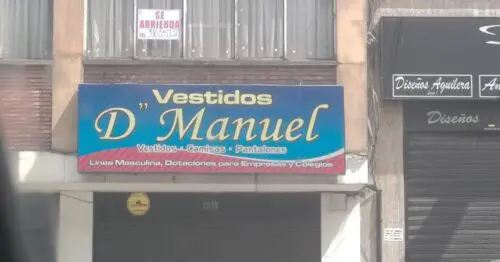 SE
ARRIENDA
Vestidos
D'' Manuel
Vestidos - Camisas - Pantalones
Linea Masculina, Dotaciones para Empresas y Colegios
Diseños Aguilera
Diseños